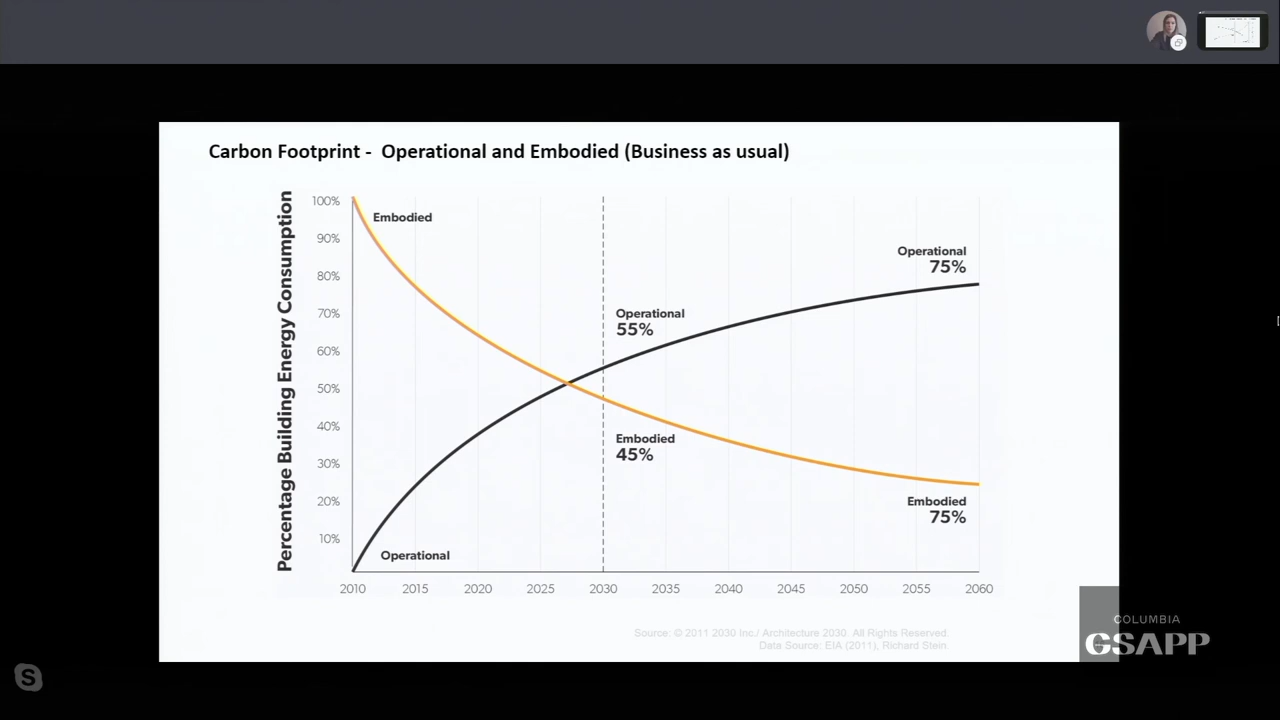 Carbon Footprint - Operational and Embodied (Business as usual)
Percentage Building Energy Consumption
100%
90%
80%
70%
60%
50%
40%
30%
20%
10%
Embodied
Operational
75%
Operational
55%
Embodied
45%
Embodied
75%
Operational
2010
2015
2020
2025
2030
2035
2040
2045
2050
2055
2060
Source: © 2011 2030 Inc./ Architecture 2030. All Rights Reserved.
Data Source: EIA (2011), Richard Stein
COLUMBIA
GSAPP